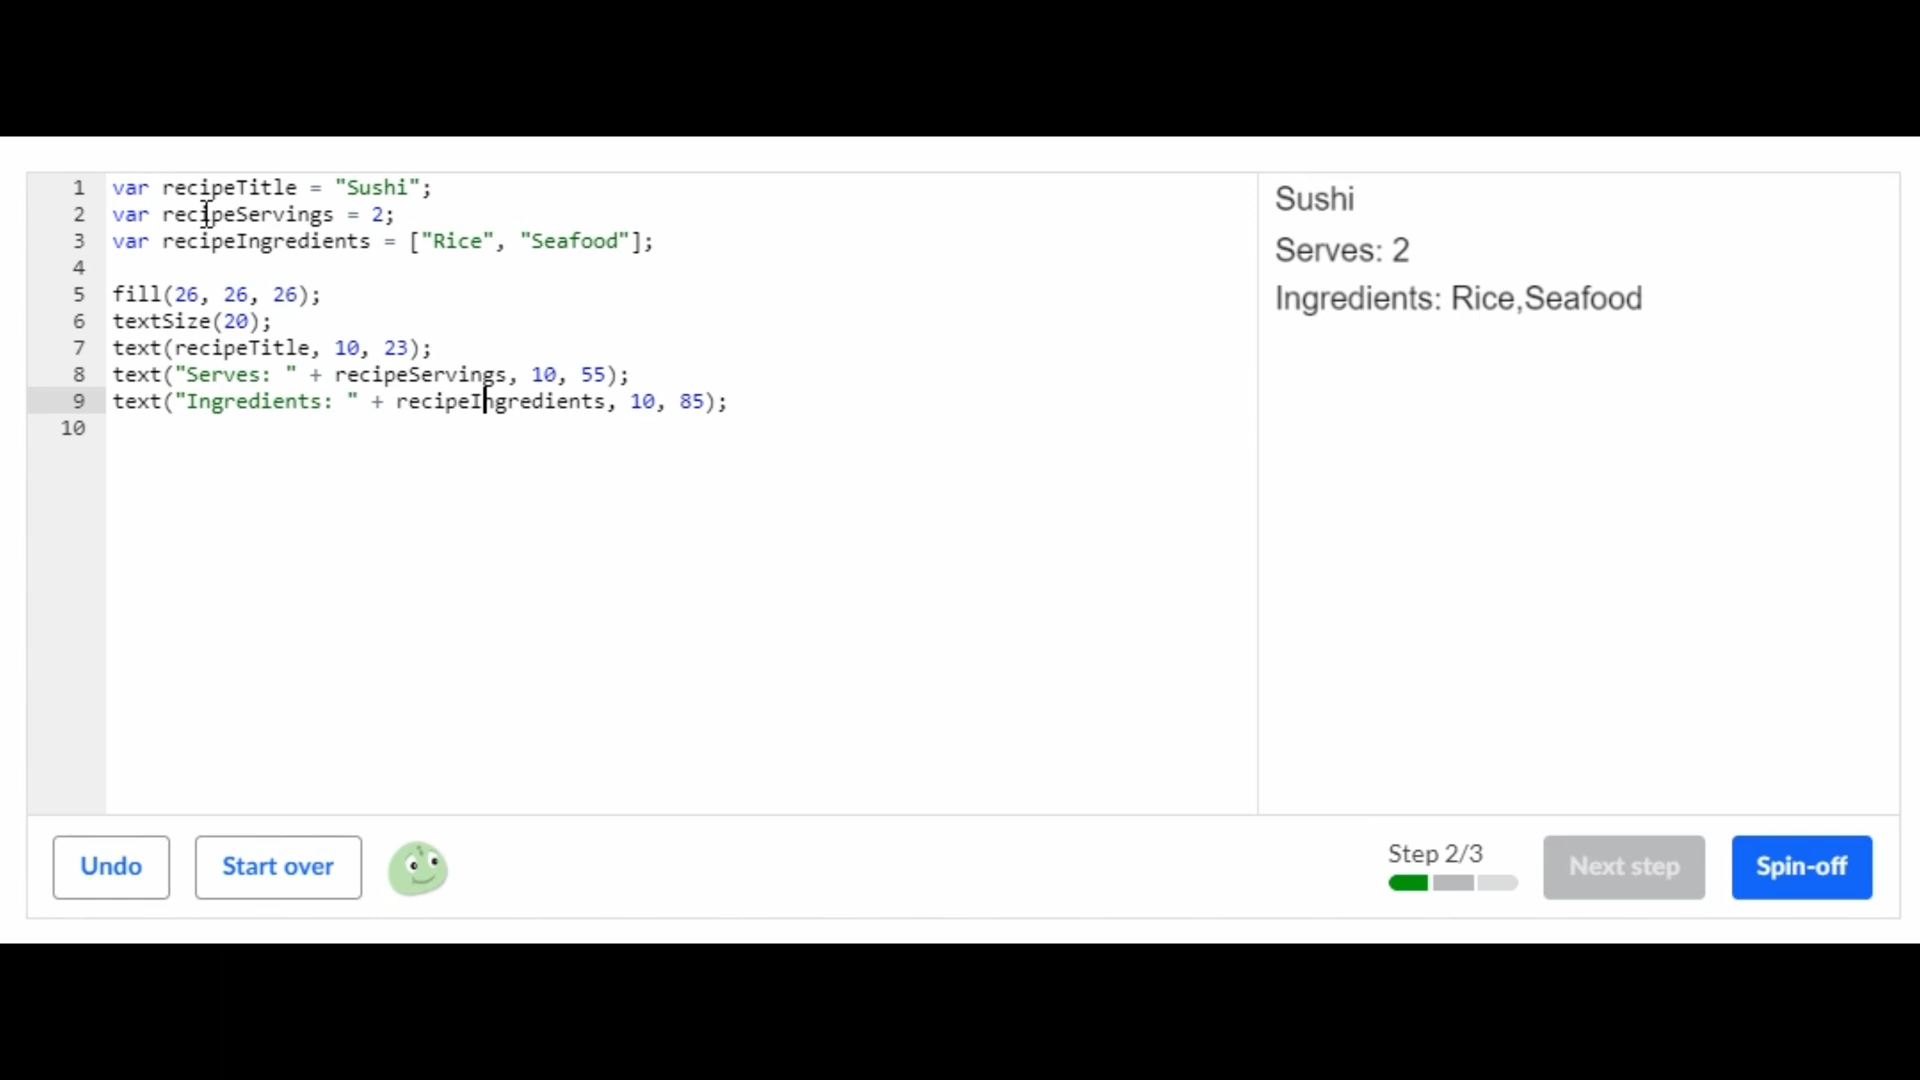 1 var recipeTitle = "Sushi";
2 var recipeServings = 2;
3 var recipeIngredients = ["Rice", "Seafood"];
4
5 fill(26, 26, 26);
6 textSize(20);
7 text(recipeTitle, 10, 23);
8 text("Serves: " + recipeServings, 10, 55);
9 text("Ingredients: " + recipeIngredients, 10, 85);
10
Sushi
Serves: 2
Ingredients: Rice,Seafood
Undo
Start over
Step 2/3
Next step
Spin-off